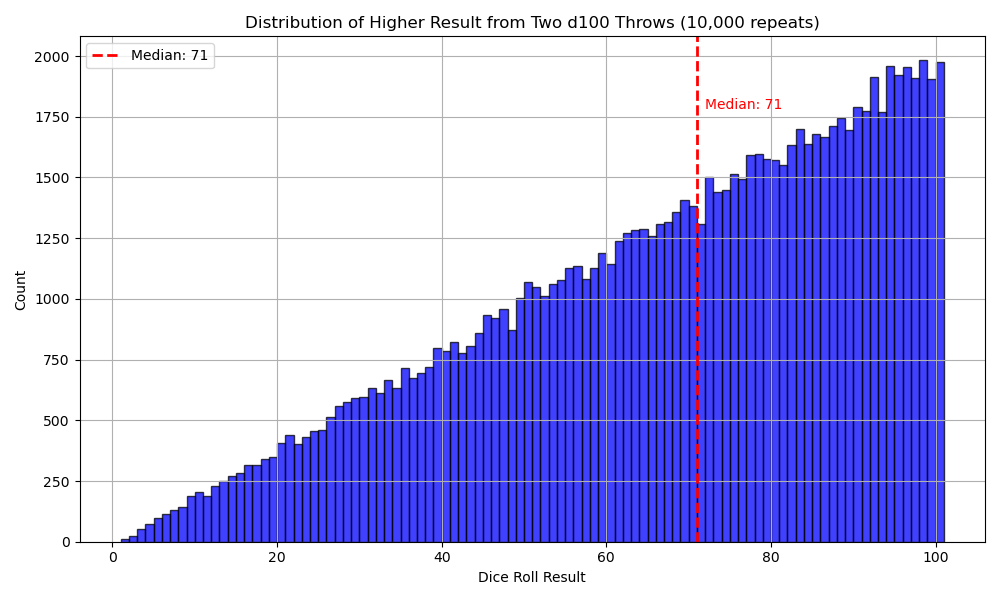 Distribution of Higher Result from Two d100 Throws (10,000 repeats)
Median: 71
Median: 71
2000
1750
1500
1250
1000
750
500
250
0
Count
0 20 40 60 80 100
Dice Roll Result